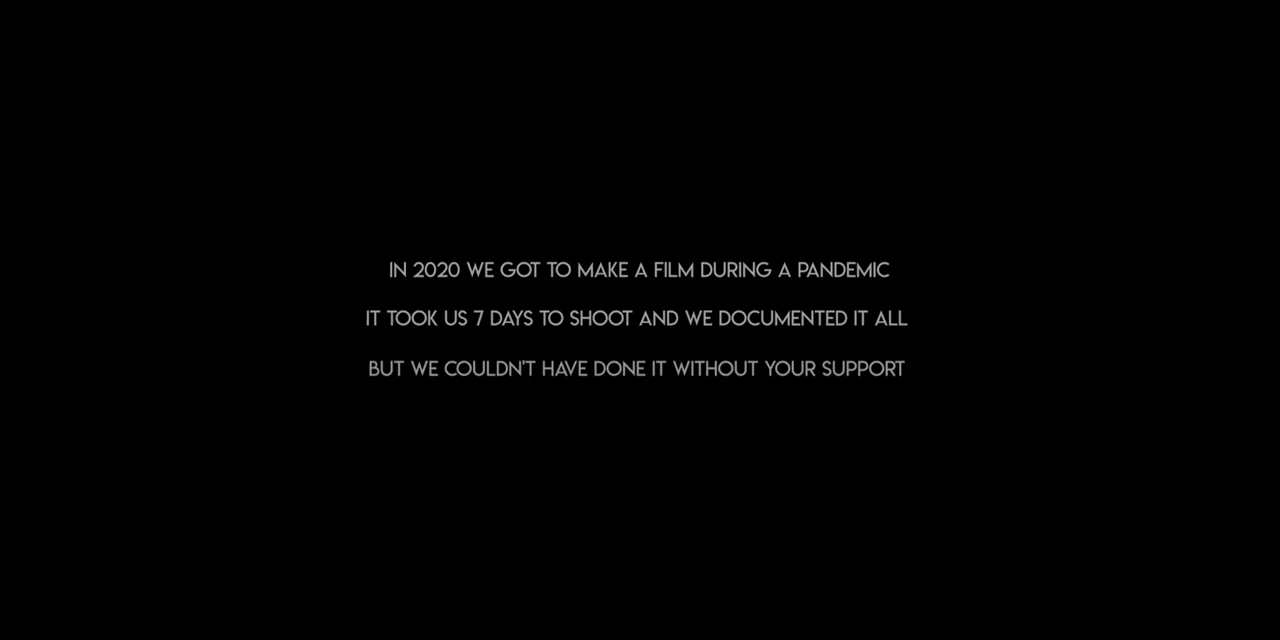 IN 2020 WE GOT TO MAKE A FILM DURING A PANDEMIC
IT TOOK US 7 DAYS TO SHOOT AND WE DOCUMENTED IT ALL
BUT WE COULDN'T HAVE DONE IT WITHOUT YOUR SUPPORT